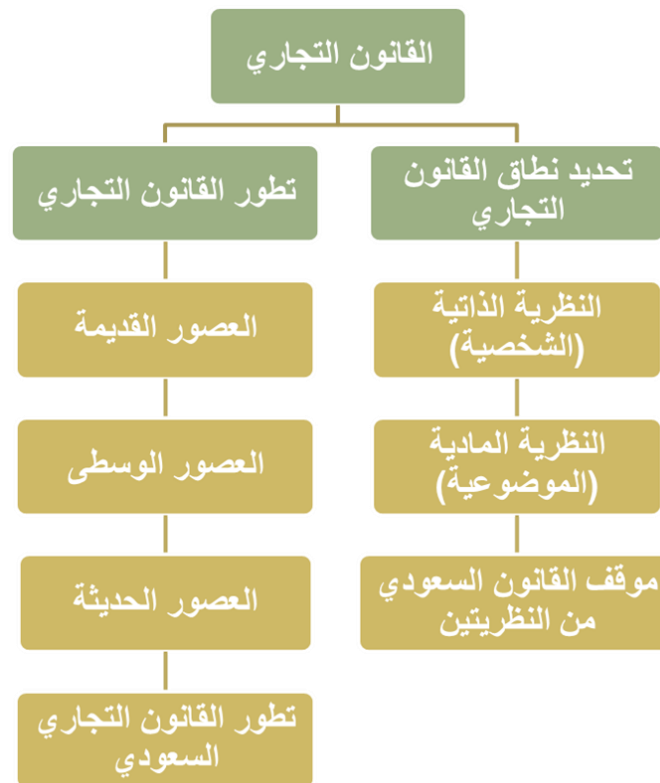 القانون التجاري
تحديد نطاق القانون
التجاري
النظرية الذاتية
(الشخصية)
النظرية المادية
(الموضوعية)
موقف القانون السعودي
من النظريتين
تطور القانون التجاري
العصور القديمة
العصور الوسطى
العصور الحديثة
تطور القانون التجاري
السعودي